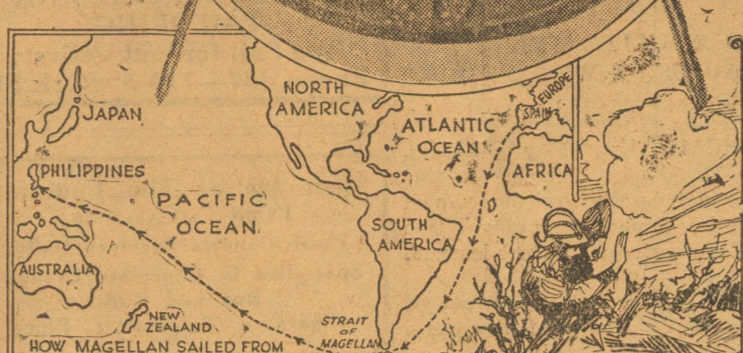 NORTH
AMERICA
EUROPE
SPAIN
JAPAN
ATLANTIC
OCEAN
PHILIPPINES
AFRICA
PACIFIC
OCEAN
SOUTH
AMERICA
AUSTRALIA
NEW
ZEALAND
STRAIT
OF
MAGELLAN
HOW MAGELLAN SAILED FROM